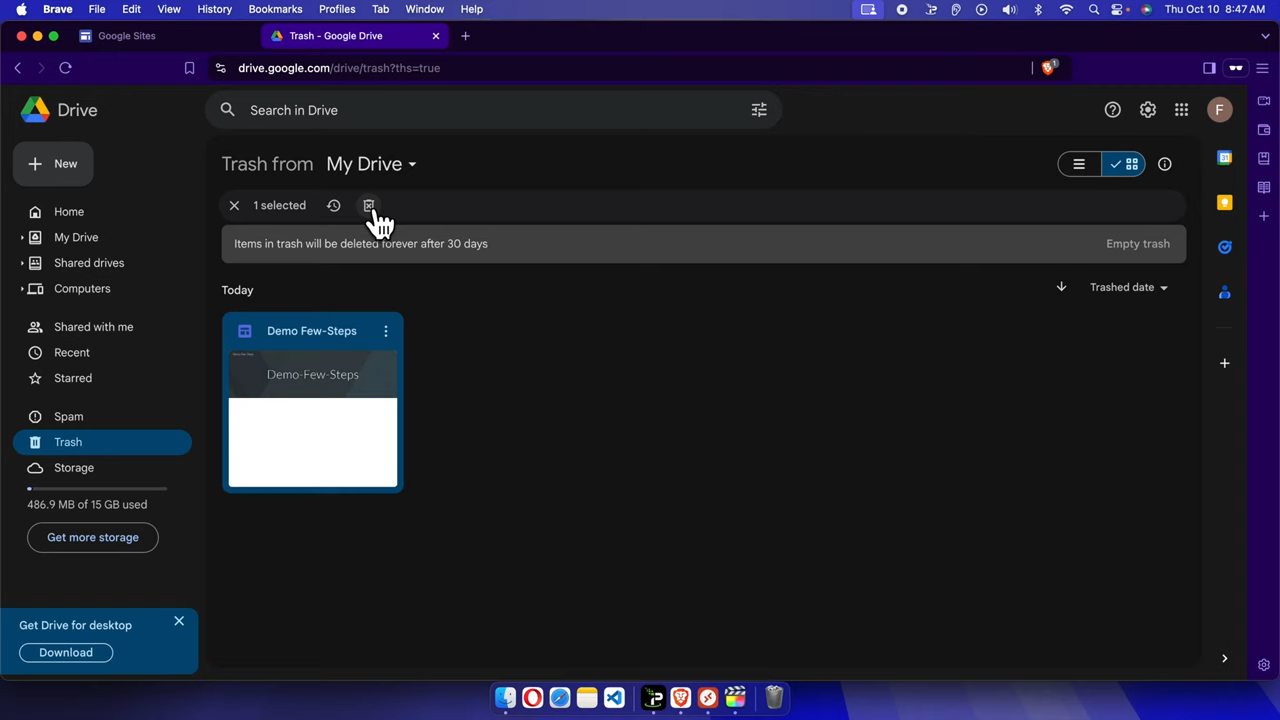 Brave File Edit View History Bookmarks Profiles Tab Window Help Thu Oct 10 8:47 AM
Google Sites
Trash - Google Drive
drive.google.com/drive/trash?ths=true
1
Drive
Search in Drive
F
New
Trash from My Drive
31
1 selected
Items in trash will be deleted forever after 30 days
Empty trash
Home
My Drive
Shared drives
Computers
Shared with me
Recent
Starred
Spam
Trash
Storage
486.9 MB of 15 GB used
Get more storage
Today
Trashed date
Demo Few-Steps
Demo-Few-Steps
Get Drive for desktop
Download